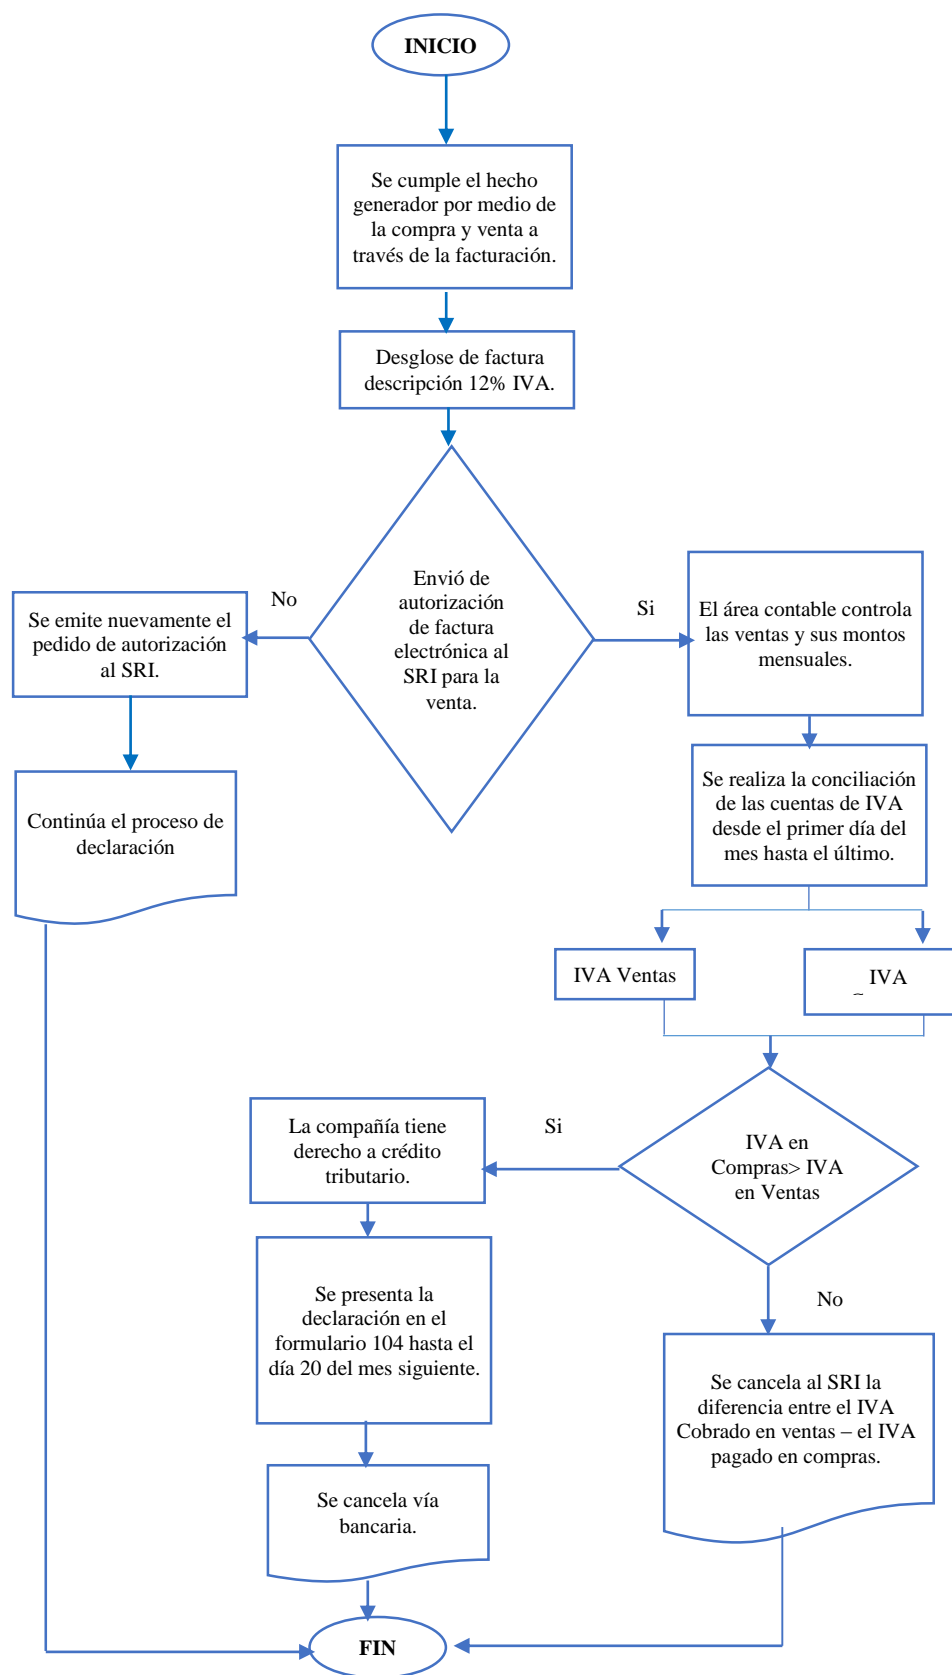 INICIO
Se cumple el hecho
generador por medio de
la compra y venta a
través de la facturación.
Desglose de factura
descripción 12% IVA.
Envió de
autorización
de factura
electrónica al
SRI para la
venta.
No
Si
Se emite nuevamente el
pedido de autorización
al SRI.
El área contable controla
las ventas y sus montos
mensuales.
Continúa el proceso de
declaración
Se realiza la conciliación
de las cuentas de IVA
desde el primer día del
mes hasta el último.
IVA Ventas
IVA
IVA en
Compras> IVA
en Ventas
Si
No
La compañía tiene
derecho a crédito
tributario.
Se presenta la
declaración en el
formulario 104 hasta el
día 20 del mes siguiente.
Se cancela al SRI la
diferencia entre el IVA
Cobrado en ventas – el IVA
pagado en compras.
Se cancela vía
bancaria.
FIN